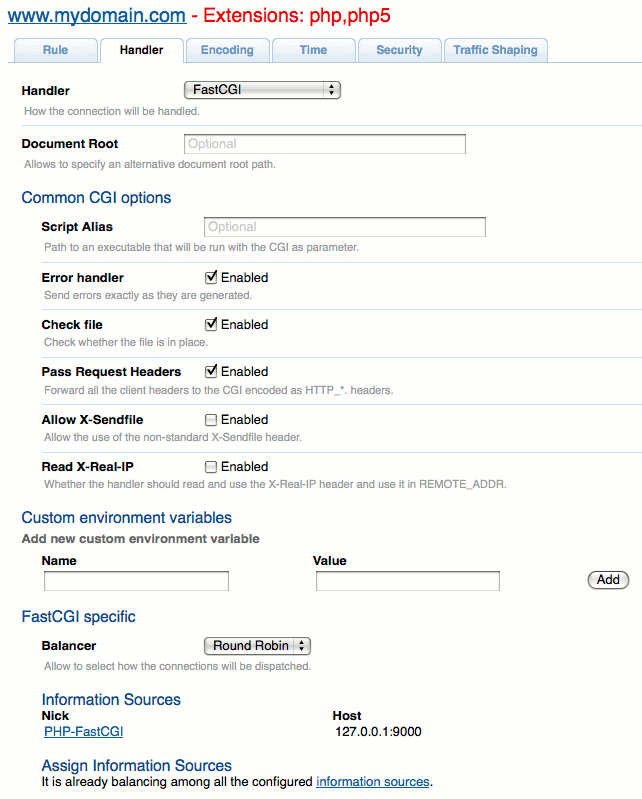 www.mydomain.com - Extensions: php,php5
Rule Handler Encoding Time Security Traffic Shaping
Handler FastCGI
How the connection will be handled.
Document Root Optional
Allows to specify an alternative document root path.
Common CGI options
Script Alias Optional
Path to an executable that will be run with the CGI as parameter.
Error handler Enabled
Send errors exactly as they are generated.
Check file Enabled
Check whether the file is in place.
Pass Request Headers Enabled
Forward all the client headers to the CGI encoded as HTTP_*. headers.
Allow X-Sendfile Enabled
Allow the use of the non-standard X-Sendfile header.
Read X-Real-IP Enabled
Whether the handler should read and use the X-Real-IP header and use it in REMOTE_ADDR.
Custom environment variables
Add new custom environment variable
Name Value
Add
FastCGI specific
Balancer Round Robin
Allow to select how the connections will be dispatched.
Information Sources
Nick Host
PHP-FastCGI 127.0.0.1:9000
Assign Information Sources
It is already balancing among all the configured information sources.